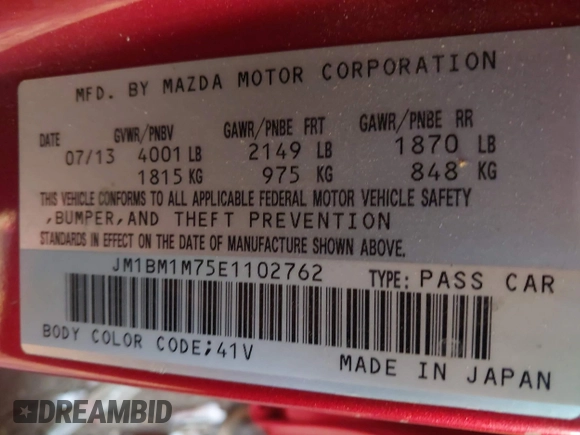 MFD. BY MAZDA MOTOR CORPORATION
DATE GVWR/PNBV GAWR/PNBE FRT GAWR/PNBE RR
07/13 4001 LB 2149 LB 1870 LB
1815 KG 975 KG 848 KG
THIS VEHICLE CONFORMS TO ALL APPLICABLE FEDERAL MOTOR VEHICLE SAFETY
,BUMPER,AND THEFT PREVENTION
STANDARDS IN EFFECT ON THE DATE OF MANUFACTURE SHOWN ABOVE.
JM1BM1M75E1102762 TYPE: PASS CAR
BODY COLOR CODE;41V
MADE IN JAPAN
DREAMBID